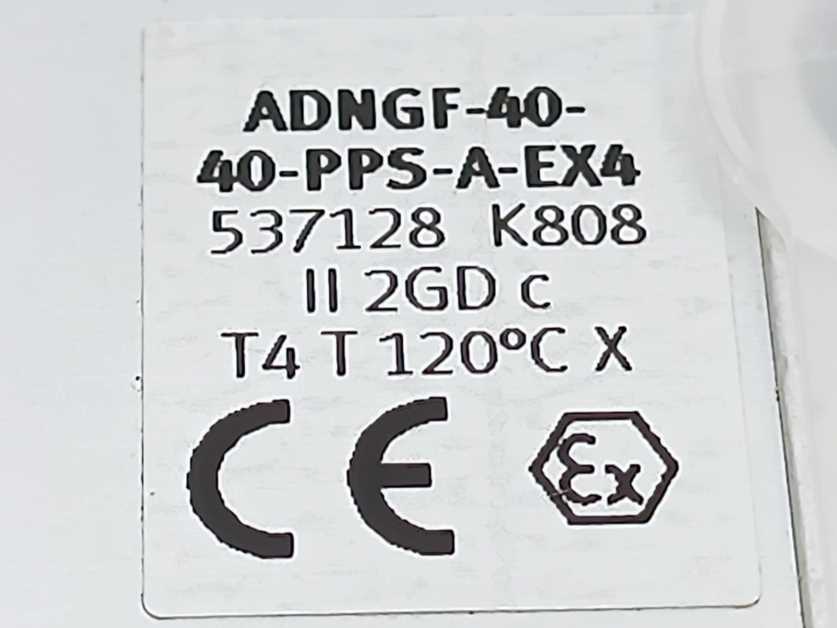 ADNGF-40-
40-PPS-A-EX4
537128 K808
II 2GD c
T4 T 120°C X
CE Ex